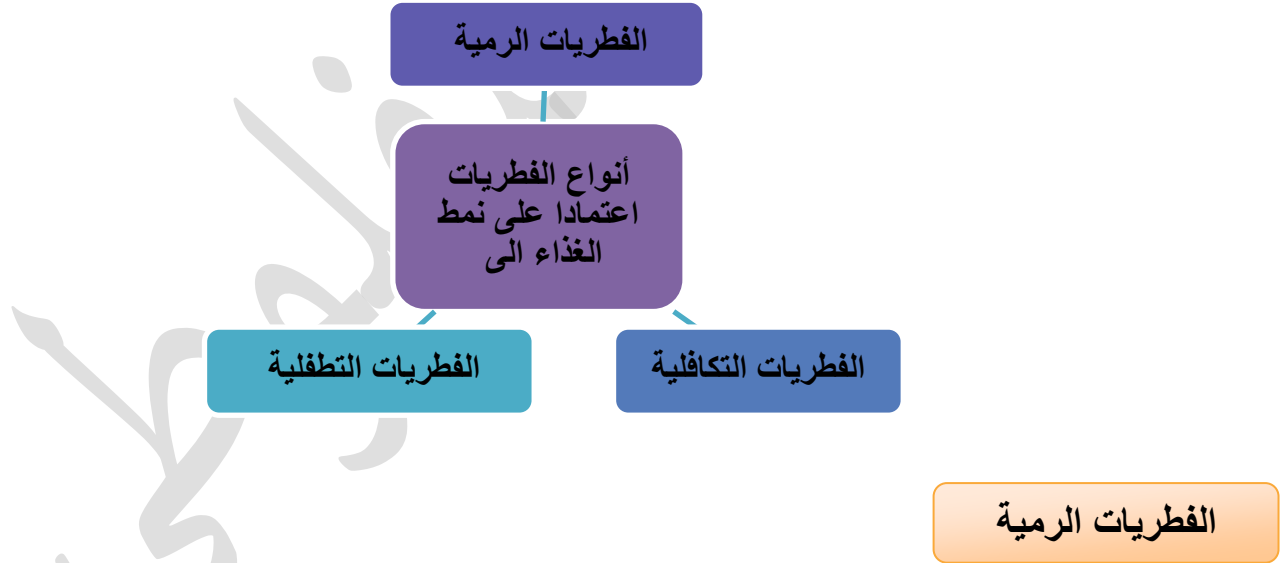 الفطريات الرمية
أنواع الفطريات
اعتمادا على نمط
الغذاء الى
الفطريات التكافلية
الفطريات التطفلية
الفطريات الرمية